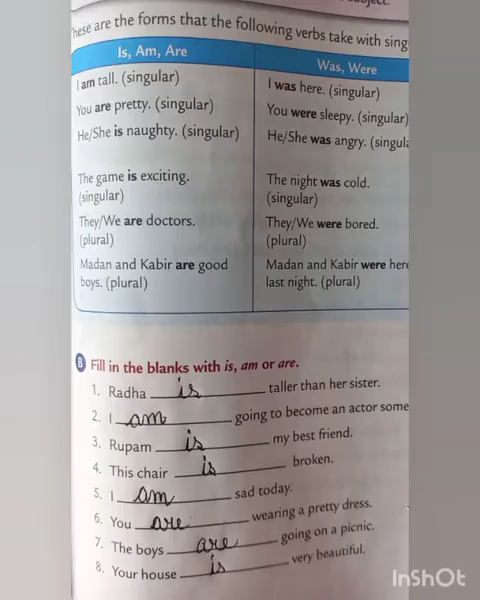 subject.
These are the forms that the following verbs take with sing
Is, Am, Are
Was, Were
I am tall. (singular)
I was here. (singular)
You are pretty. (singular)
You were sleepy. (singular)
He/She is naughty. (singular)
He/She was angry. (singula
The game is exciting.
(singular)
The night was cold.
(singular)
They/We are doctors.
(plural)
They/We were bored.
(plural)
Madan and Kabir are good
boys. (plural)
Madan and Kabir were here
last night. (plural)
B Fill in the blanks with is, am or are.
1. Radha is taller than her sister.
2. I am going to become an actor some
3. Rupam is my best friend.
4. This chair is broken.
5. I am sad today.
6. You are wearing a pretty dress.
7. The boys are going on a picnic.
8. Your house is very beautiful.
InShOt